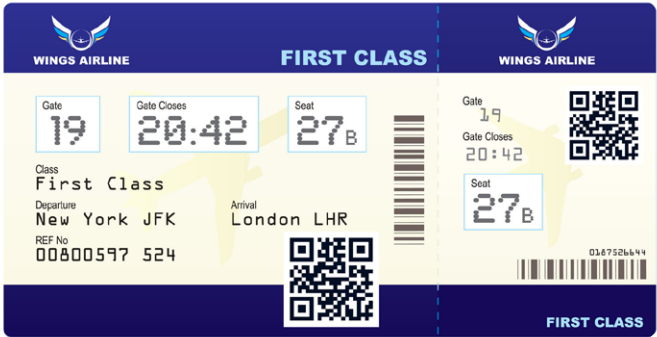 WINGS AIRLINE
FIRST CLASS
Gate
19
Gate Closes
20:42
Seat
27B
Class
First Class
Departure
New York JFK
Arrival
London LHR
REF No
00800597 524
WINGS AIRLINE
Gate
19
Gate Closes
20:42
Seat
27B
0187526644
FIRST CLASS